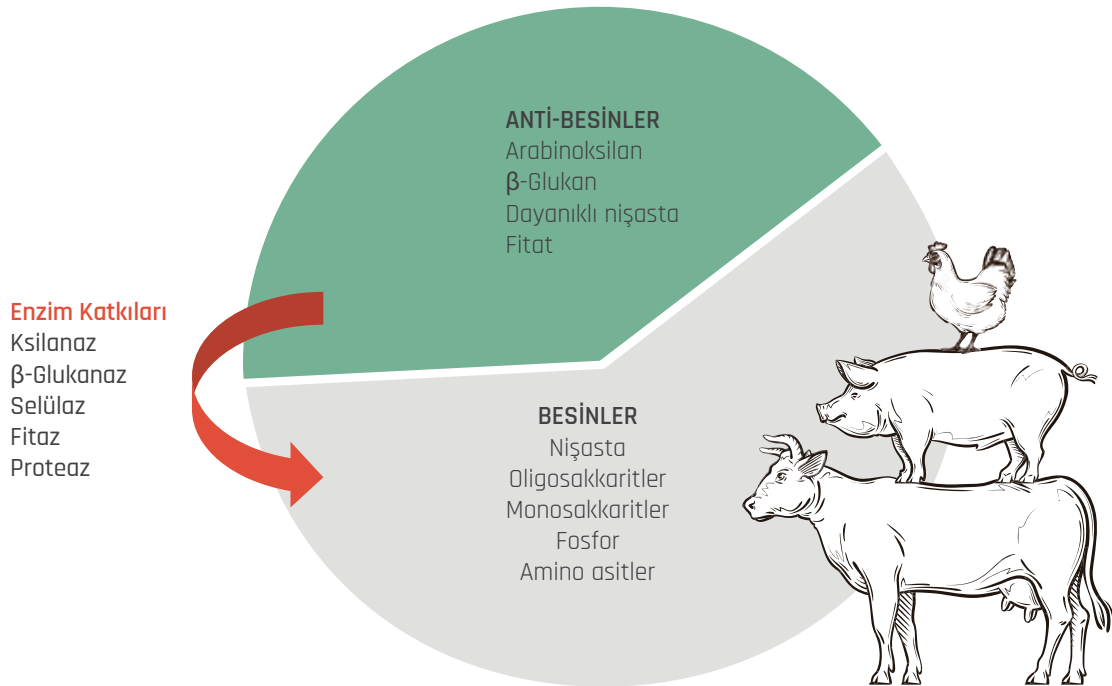 ANTİ-BESİNLER
Arabinoksilan
β-Glukan
Dayanıklı nişasta
Fitat
Enzim Katkıları
Ksilanaz
β-Glukanaz
Selülaz
Fitaz
Proteaz
BESİNLER
Nişasta
Oligosakkaritler
Monosakkaritler
Fosfor
Amino asitler